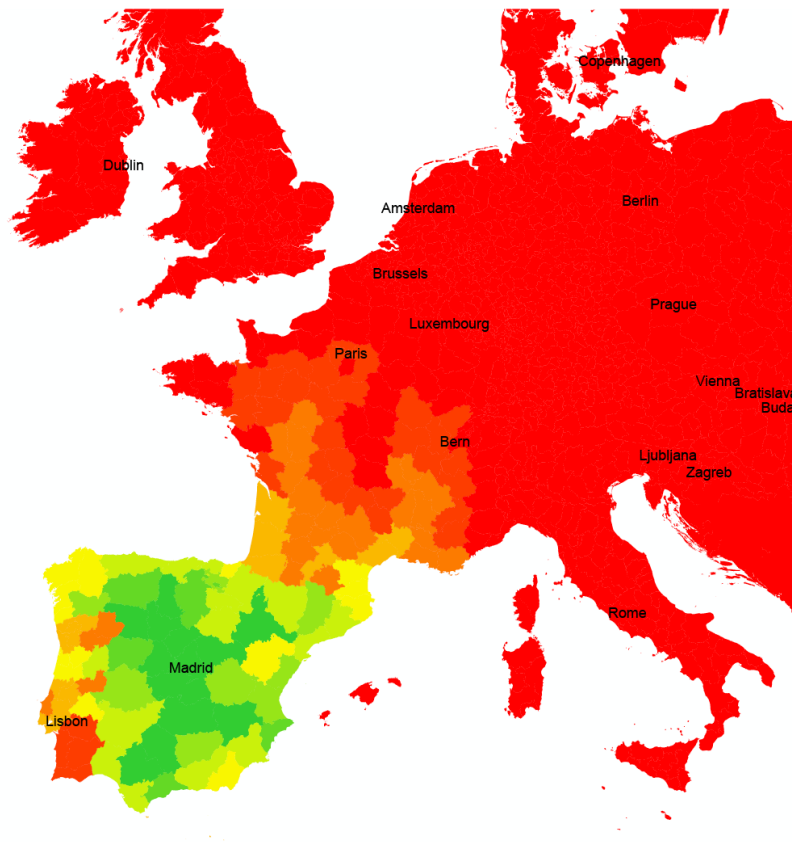 Copenhagen
Dublin
Berlin
Amsterdam
Brussels
Prague
Luxembourg
Paris
Vienna
Bratislava
Buda
Bern
Ljubljana
Zagreb
Rome
Madrid
Lisbon